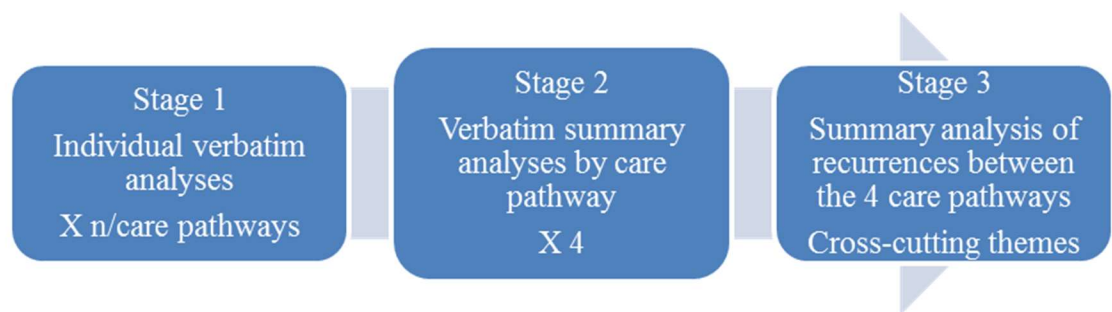 Stage 1
Individual verbatim
analyses
X n/care pathways
Stage 2
Verbatim summary
analyses by care
pathway
X 4
Stage 3
Summary analysis of
recurrences between
the 4 care pathways
Cross-cutting themes